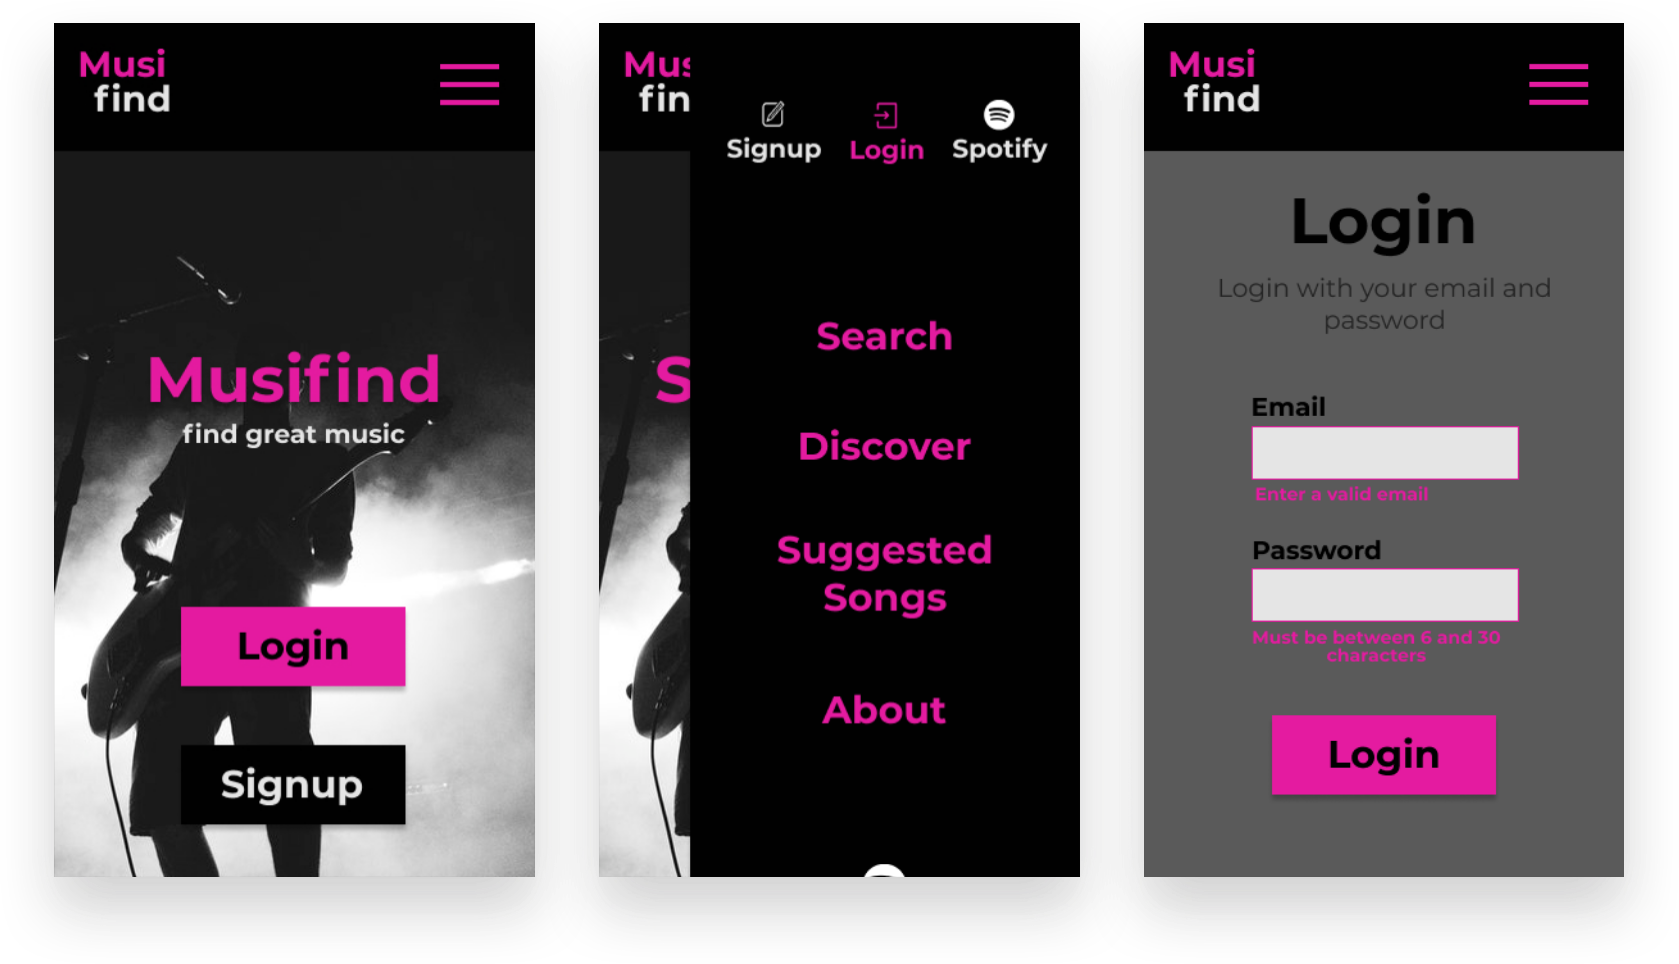 Musi
find
Musifind
find great music
Login
Signup
Mus
fin
S
Signup
Login
Spotify
Search
Discover
Suggested
Songs
About
Musi
find
Login
Login with your email and
password
Email
Enter a valid email
Password
Must be between 6 and 30
characters
Login